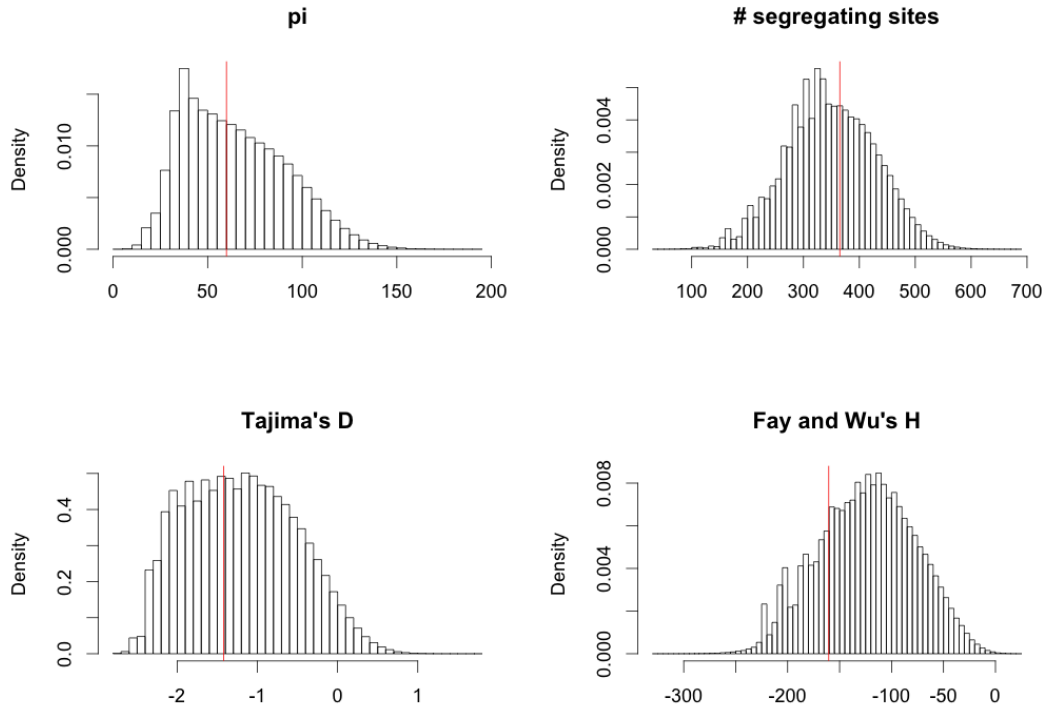 pi
Density
0.000 0.010
0 50 100 150 200
# segregating sites
Density
0.000 0.002 0.004
100 200 300 400 500 600 700
Tajima's D
Density
0.0 0.2 0.4
-2 -1 0 1
Fay and Wu's H
Density
0.000 0.004 0.008
-300 -200 -100 -50 0